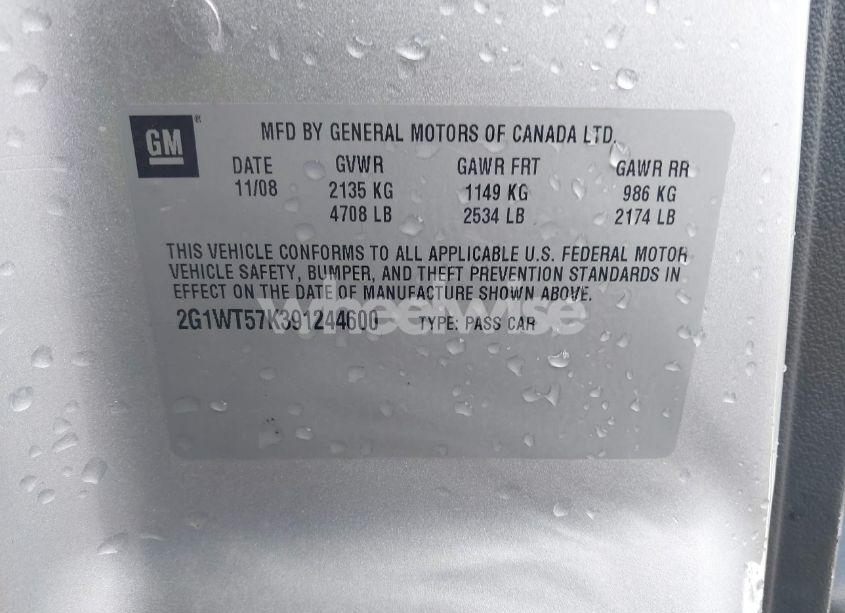 GM®
MFD BY GENERAL MOTORS OF CANADA LTD.
DATE GVWR GAWR FRT GAWR RR
11/08 2135 KG 1149 KG 986 KG
4708 LB 2534 LB 2174 LB
THIS VEHICLE CONFORMS TO ALL APPLICABLE U.S. FEDERAL MOTOR
VEHICLE SAFETY, BUMPER, AND THEFT PREVENTION STANDARDS IN
EFFECT ON THE DATE OF MANUFACTURE SHOWN ABOVE.
2G1WT57K391244600 TYPE: PASS CAR
wheelwise